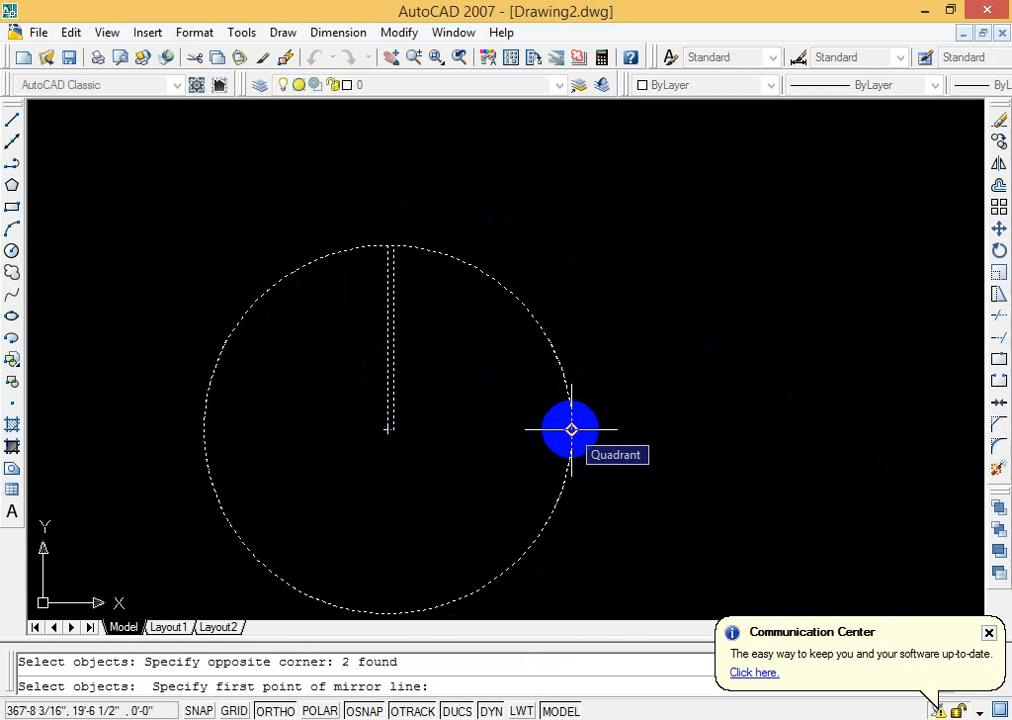 AutoCAD 2007 - [Drawing2.dwg]
File Edit View Insert Format Tools Draw Dimension Modify Window Help
Standard Standard Standard
AutoCAD Classic 0 ByLayer ByLayer ByL
Quadrant
A
Y
X
Model Layout1 Layout2
Communication Center
The easy way to keep you and your software up-to-date.
Click here.
Select objects: Specify opposite corner: 2 found
Select objects: Specify first point of mirror line:
367'-8 3/16", 19'-6 1/2" , 0'-0" SNAP GRID ORTHO POLAR OSNAP OTRACK DUCS DYN LWT MODEL